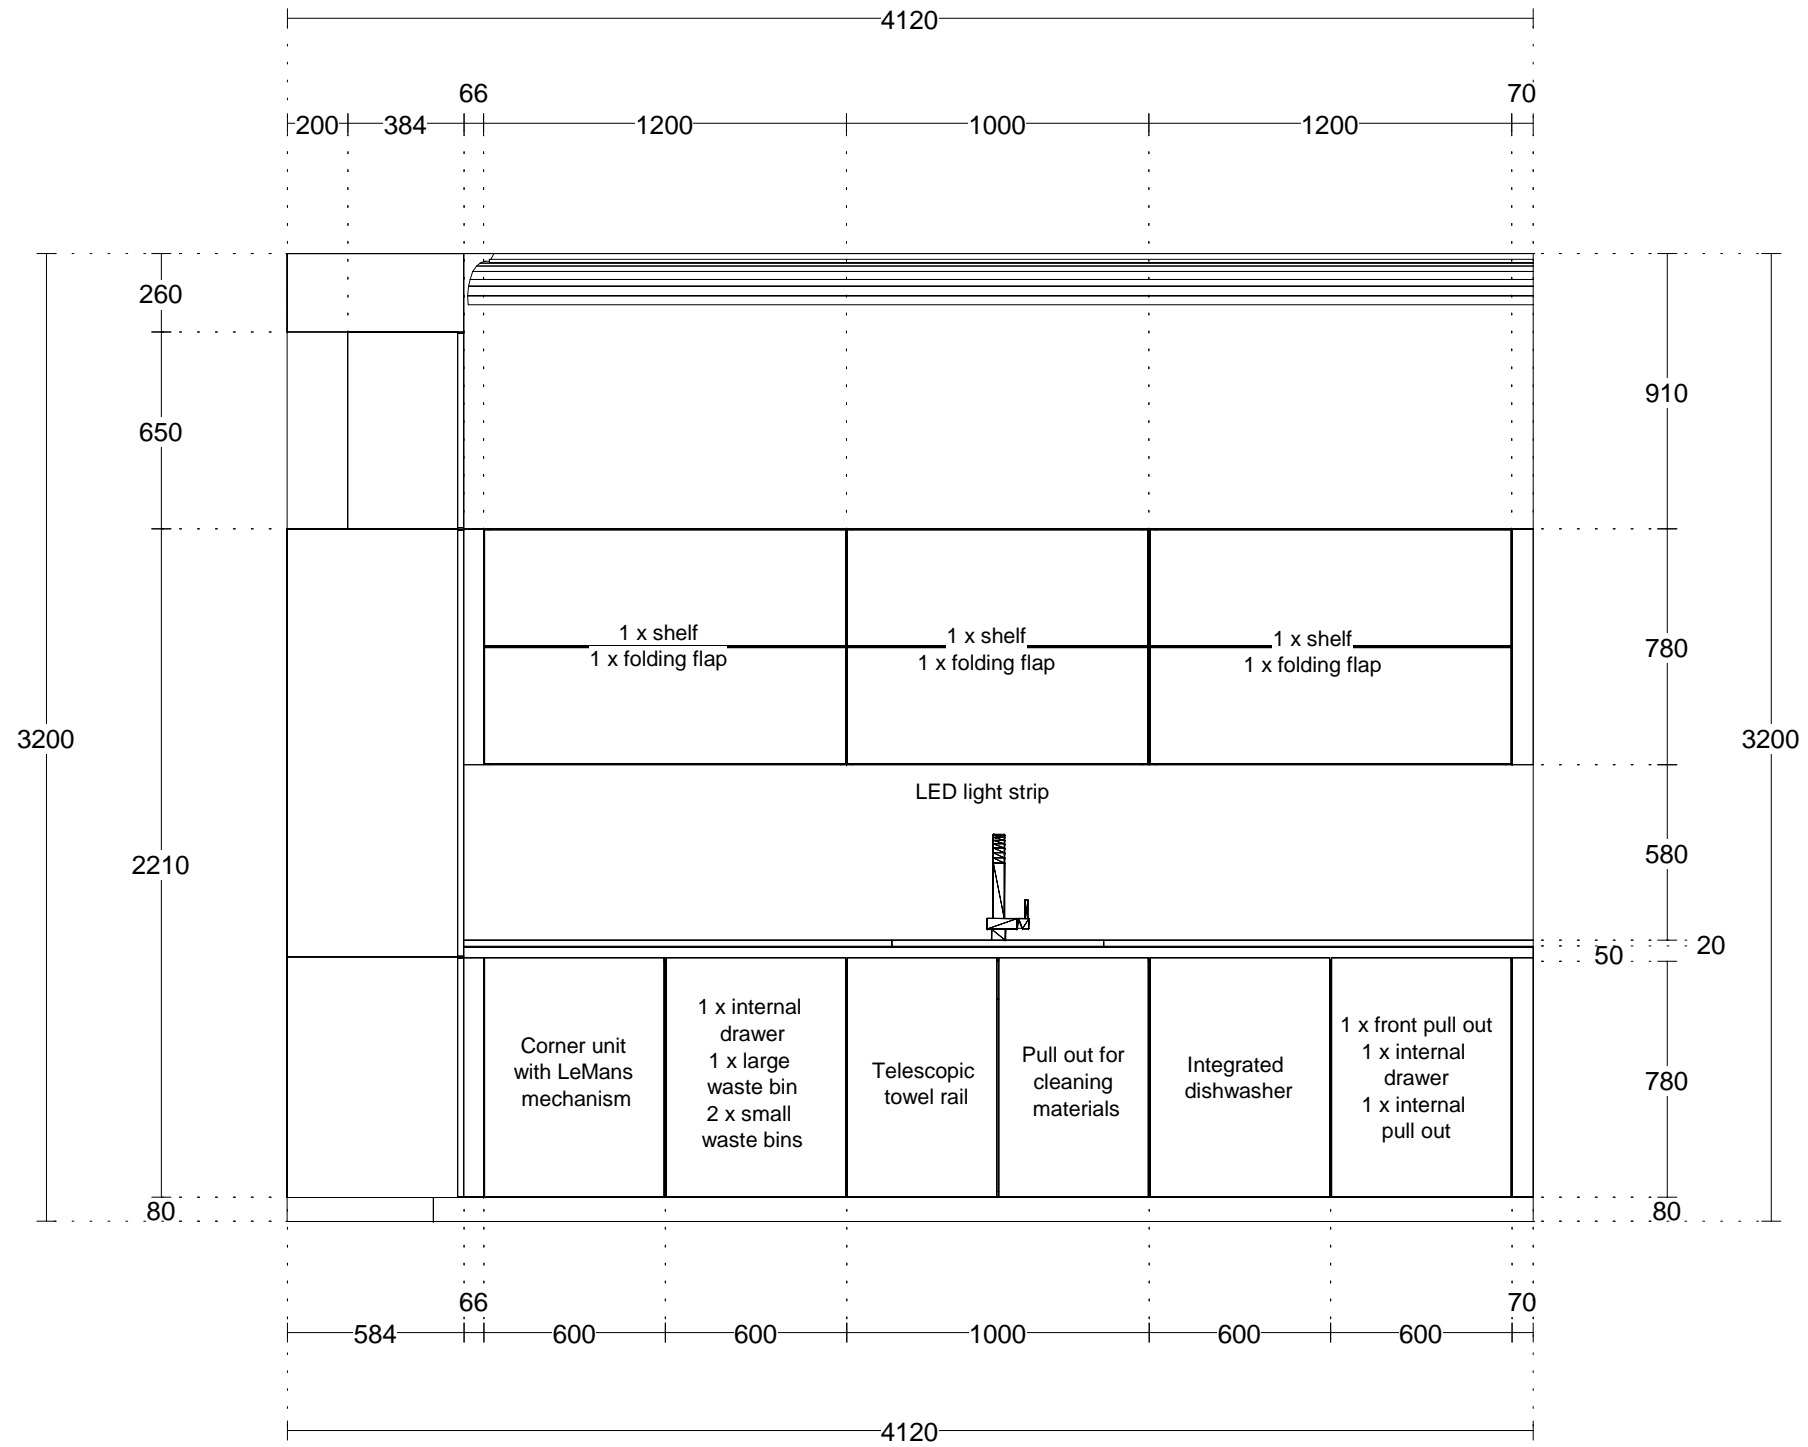 4120
66
70
200
384
1200
1000
1200
260
650
910
1 x shelf
1 x folding flap
1 x shelf
1 x folding flap
1 x shelf
1 x folding flap
780
3200
3200
LED light strip
2210
580
20
50
Corner unit
with LeMans
mechanism
1 x internal
drawer
1 x large
waste bin
2 x small
waste bins
Telescopic
towel rail
Pull out for
cleaning
materials
Integrated
dishwasher
1 x front pull out
1 x internal
drawer
1 x internal
pull out
780
80
80
66
70
584
600
600
1000
600
600
4120